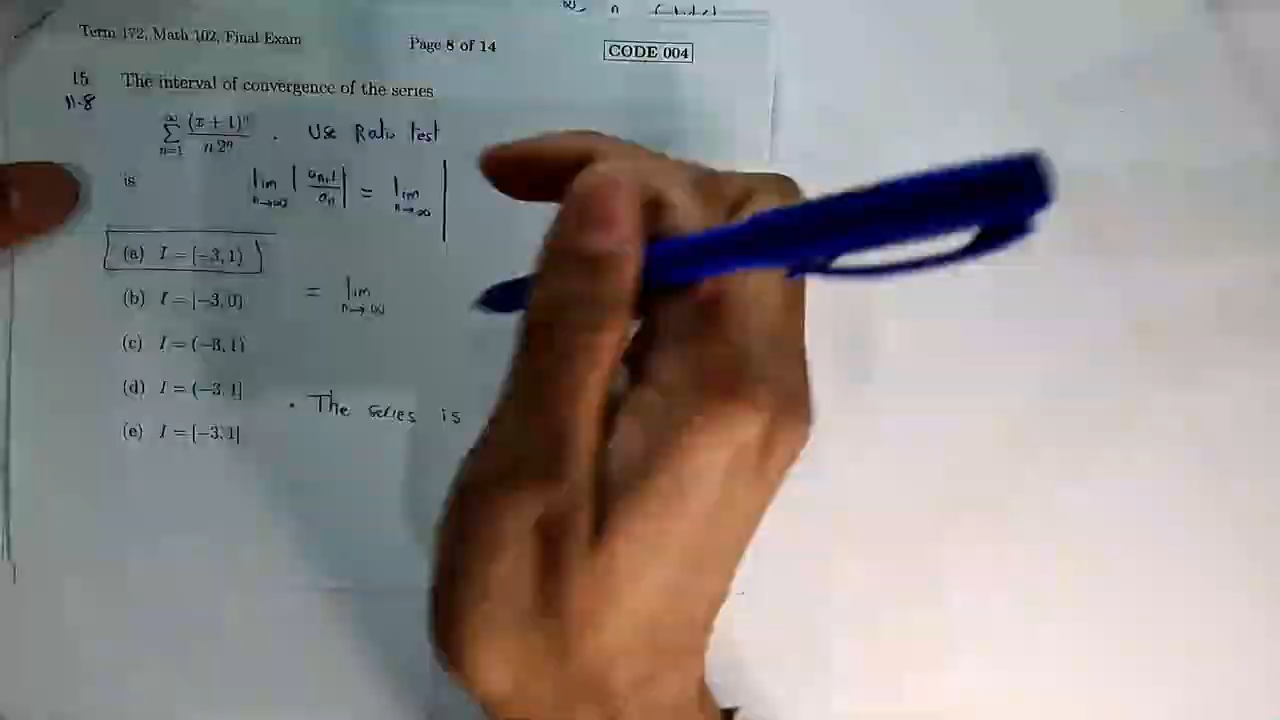 Term 172, Math 102, Final Exam Page 8 of 14 CODE 004
15 The interval of convergence of the series
11.8
∞ Σ n=1 (x + 1)ⁿ / n 2ⁿ . Use Ratio Test
is lim n→∞ | aₙ₊₁ / aₙ | = lim n→∞ |
(a) I = [−3, 1)
(b) I = [−3, 0) = lim n→∞
(c) I = (−3, 1)
(d) I = (−3, 1]
. The series is
(e) I = [−3, 1]